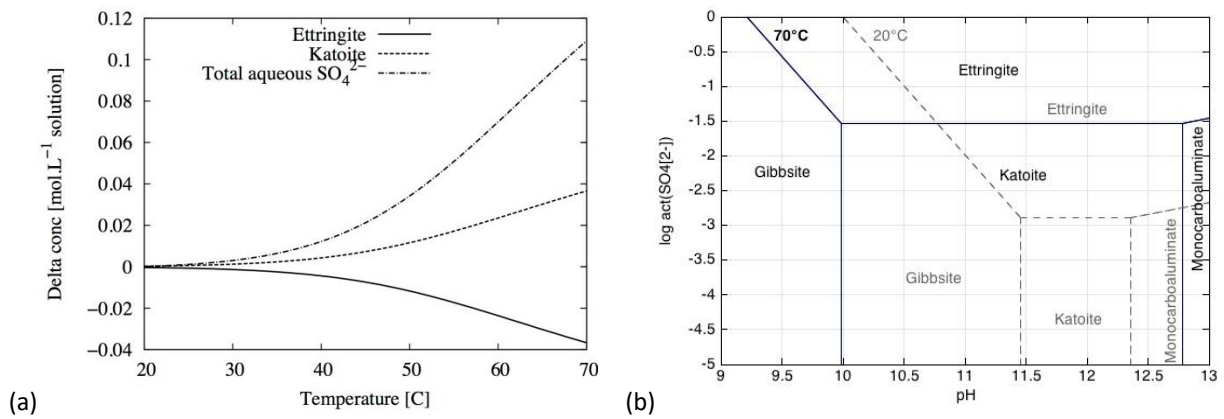 0.12
0.1
0.08
0.06
0.04
0.02
0
−0.02
−0.04
Delta conc [mol.L⁻¹ solution]
Ettringite
Katoite
Total aqueous SO₄²⁻
20 30 40 50 60 70
Temperature [C]
(a)
0
-0.5
-1
-1.5
-2
-2.5
-3
-3.5
-4
-4.5
-5
log act(SO4[2-])
70°C 20°C
Ettringite
Ettringite
Gibbsite
Katoite
Gibbsite
Katoite
Monocarboaluminate
Monocarboaluminate
9 9.5 10 10.5 11 11.5 12 12.5 13
pH
(b)